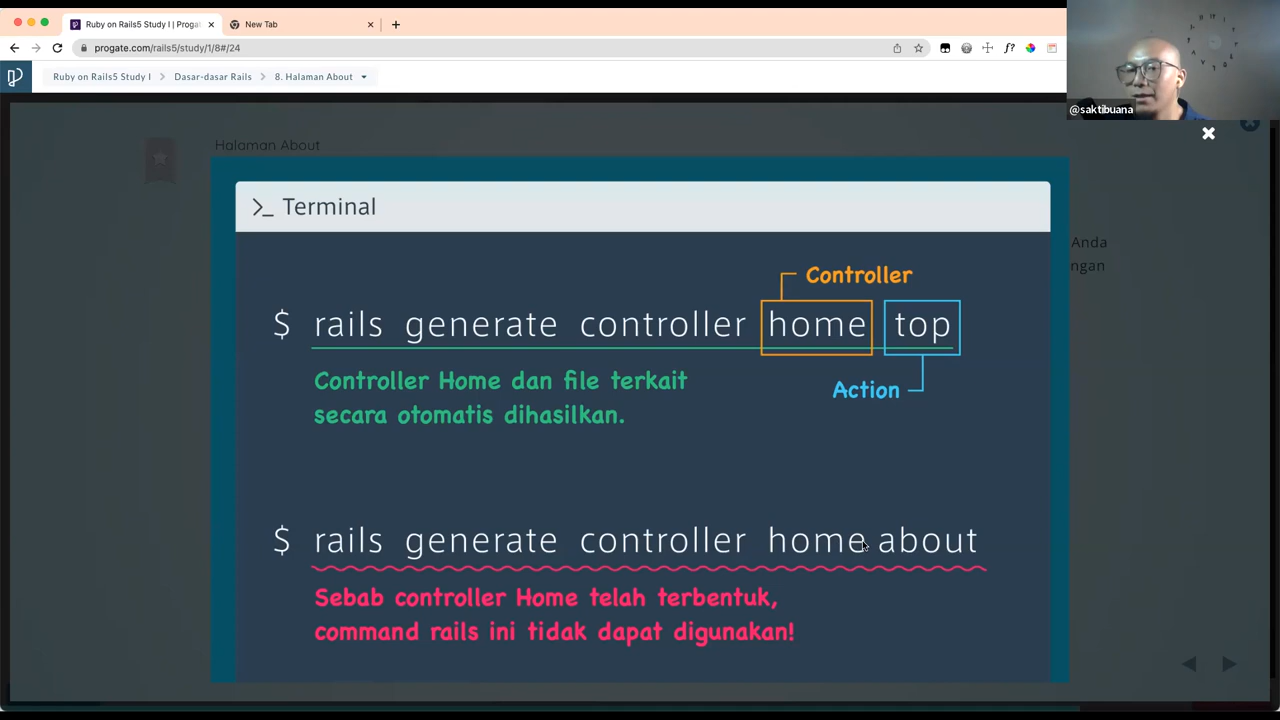 Ruby on Rails5 Study I | Progat
New Tab
progate.com/rails5/study/1/8#/24
Ruby on Rails5 Study I
Dasar-dasar Rails
8. Halaman About
@saktibuana
Halaman About
>_ Terminal
Anda
ngan
Controller
$ rails generate controller home top
Controller Home dan file terkait
secara otomatis dihasilkan.
Action
$ rails generate controller home about
Sebab controller Home telah terbentuk,
command rails ini tidak dapat digunakan!